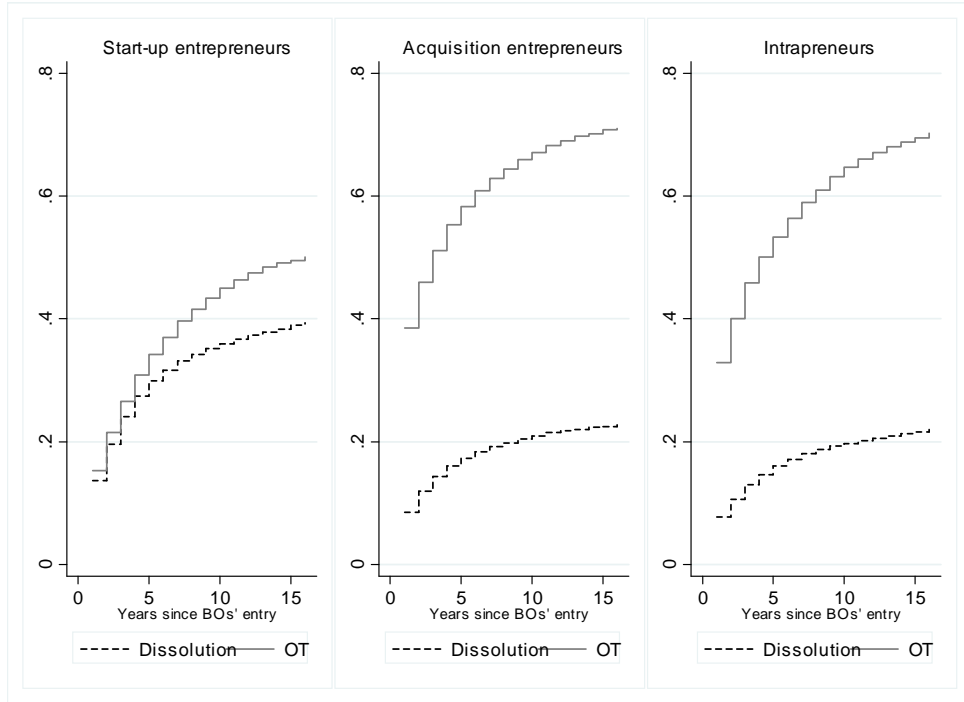 Start-up entrepreneurs
.8
.6
.4
.2
0
0 5 10 15
Years since BOs' entry
Dissolution OT
Acquisition entrepreneurs
.8
.6
.4
.2
0
0 5 10 15
Years since BOs' entry
Dissolution OT
Intrapreneurs
.8
.6
.4
.2
0
0 5 10 15
Years since BOs' entry
Dissolution OT